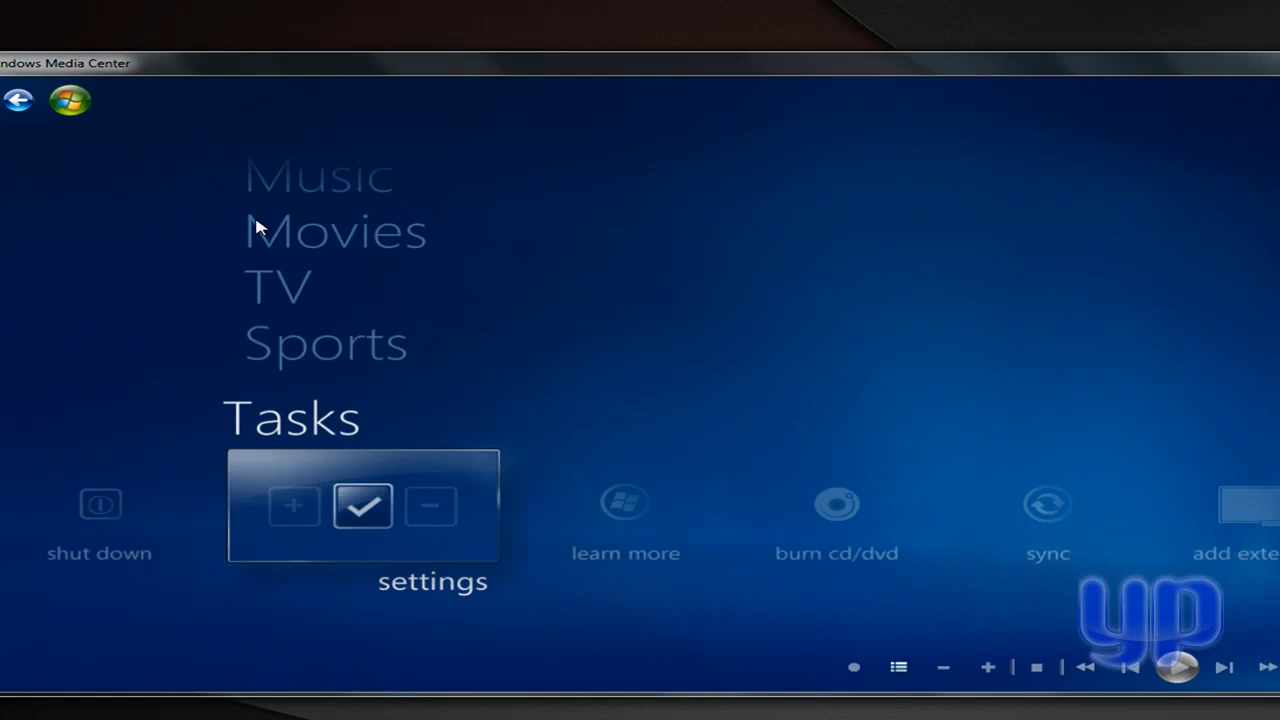 ndows Media Center
Music
Movies
TV
Sports
Tasks
settings
shut down
learn more
burn cd/dvd
sync
add exte
yp